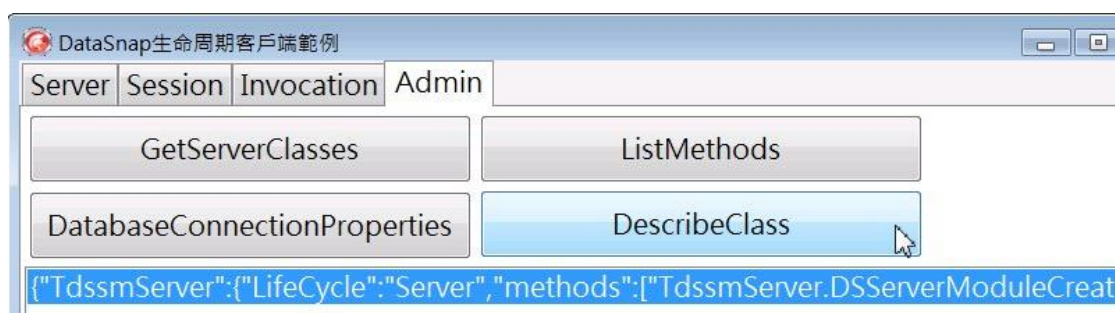 DataSnap生命周期客戶端範例
Server Session Invocation Admin
GetServerClasses ListMethods
DatabaseConnectionProperties DescribeClass
{"TdssmServer":{"LifeCycle":"Server","methods":["TdssmServer.DSServerModuleCreat